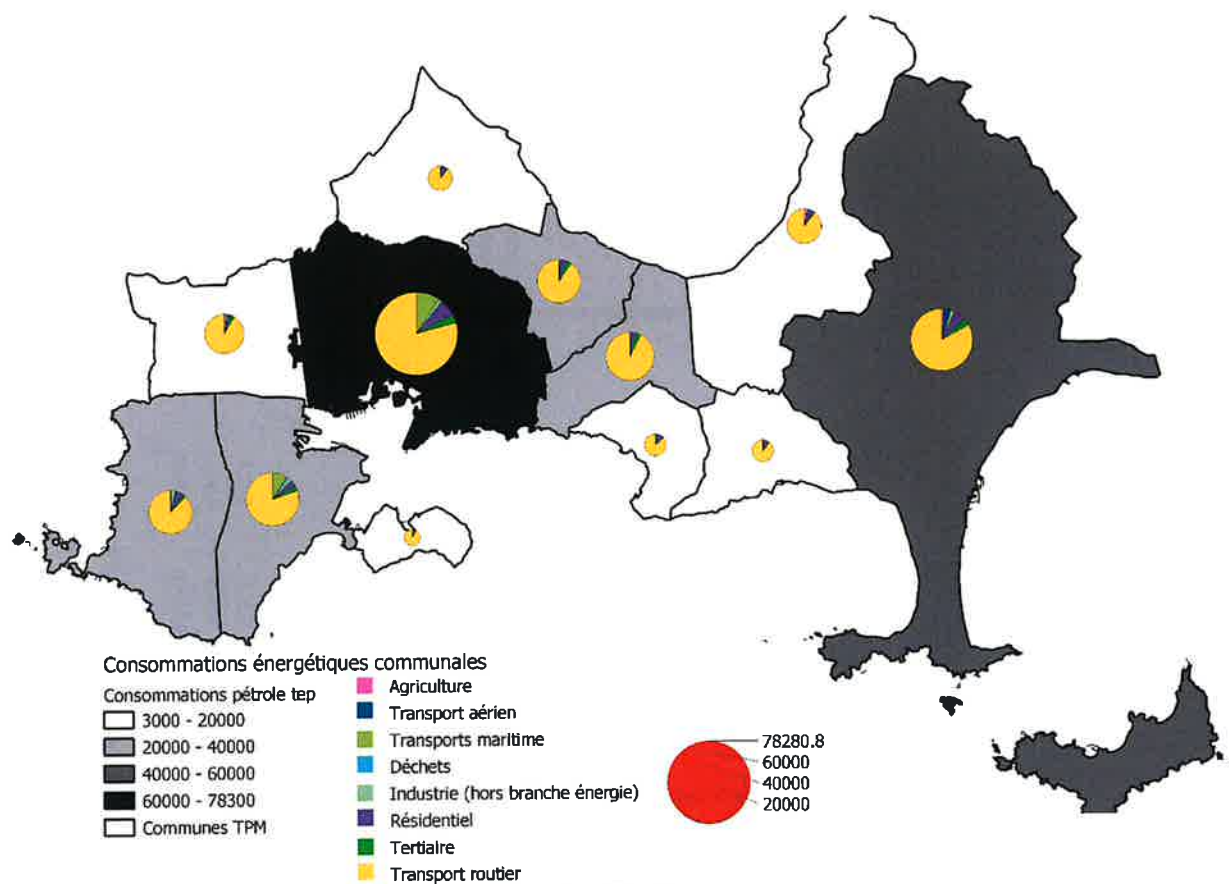 Consommations énergétiques communales
Consommations pétrole tep
3000 - 20000
20000 - 40000
40000 - 60000
60000 - 78300
Communes TPM
Agriculture
Transport aérien
Transports maritime
Déchets
Industrie (hors branche énergie)
Résidentiel
Tertiaire
Transport routier
78280.8
60000
40000
20000